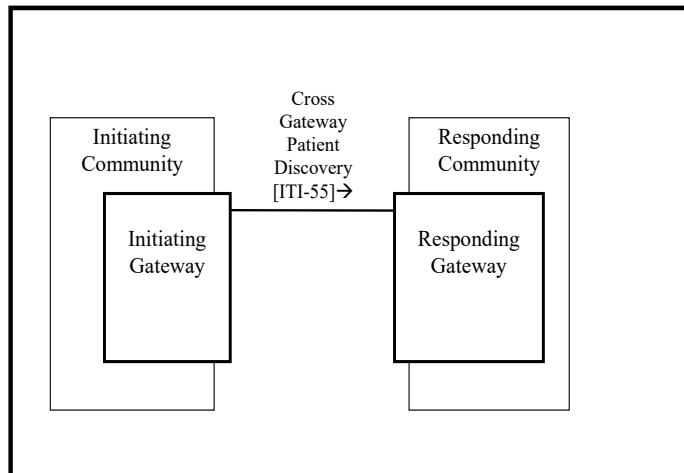 Cross
Gateway
Patient
Discovery
[ITI-55]→
Initiating
Community
Responding
Community
Initiating
Gateway
Responding
Gateway